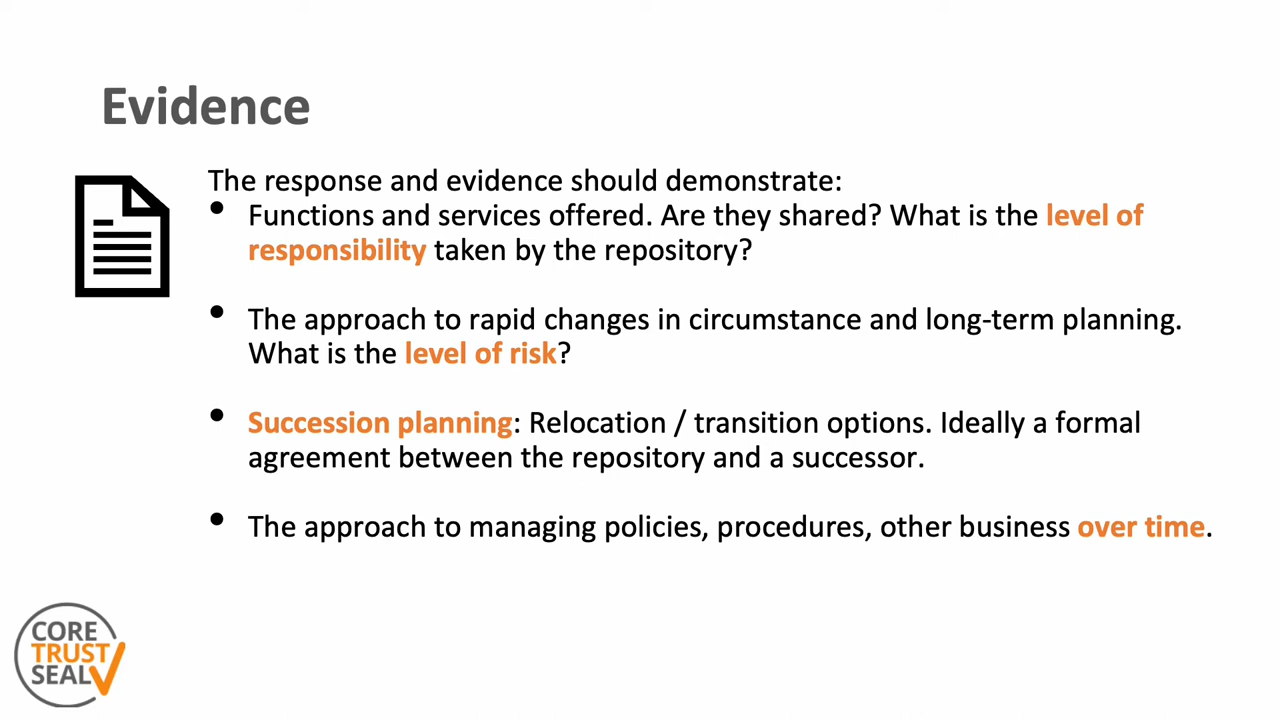 Evidence
The response and evidence should demonstrate:
• Functions and services offered. Are they shared? What is the level of
responsibility taken by the repository?
• The approach to rapid changes in circumstance and long-term planning.
What is the level of risk?
• Succession planning: Relocation / transition options. Ideally a formal
agreement between the repository and a successor.
• The approach to managing policies, procedures, other business over time.
CORE
TRUST
SEAL